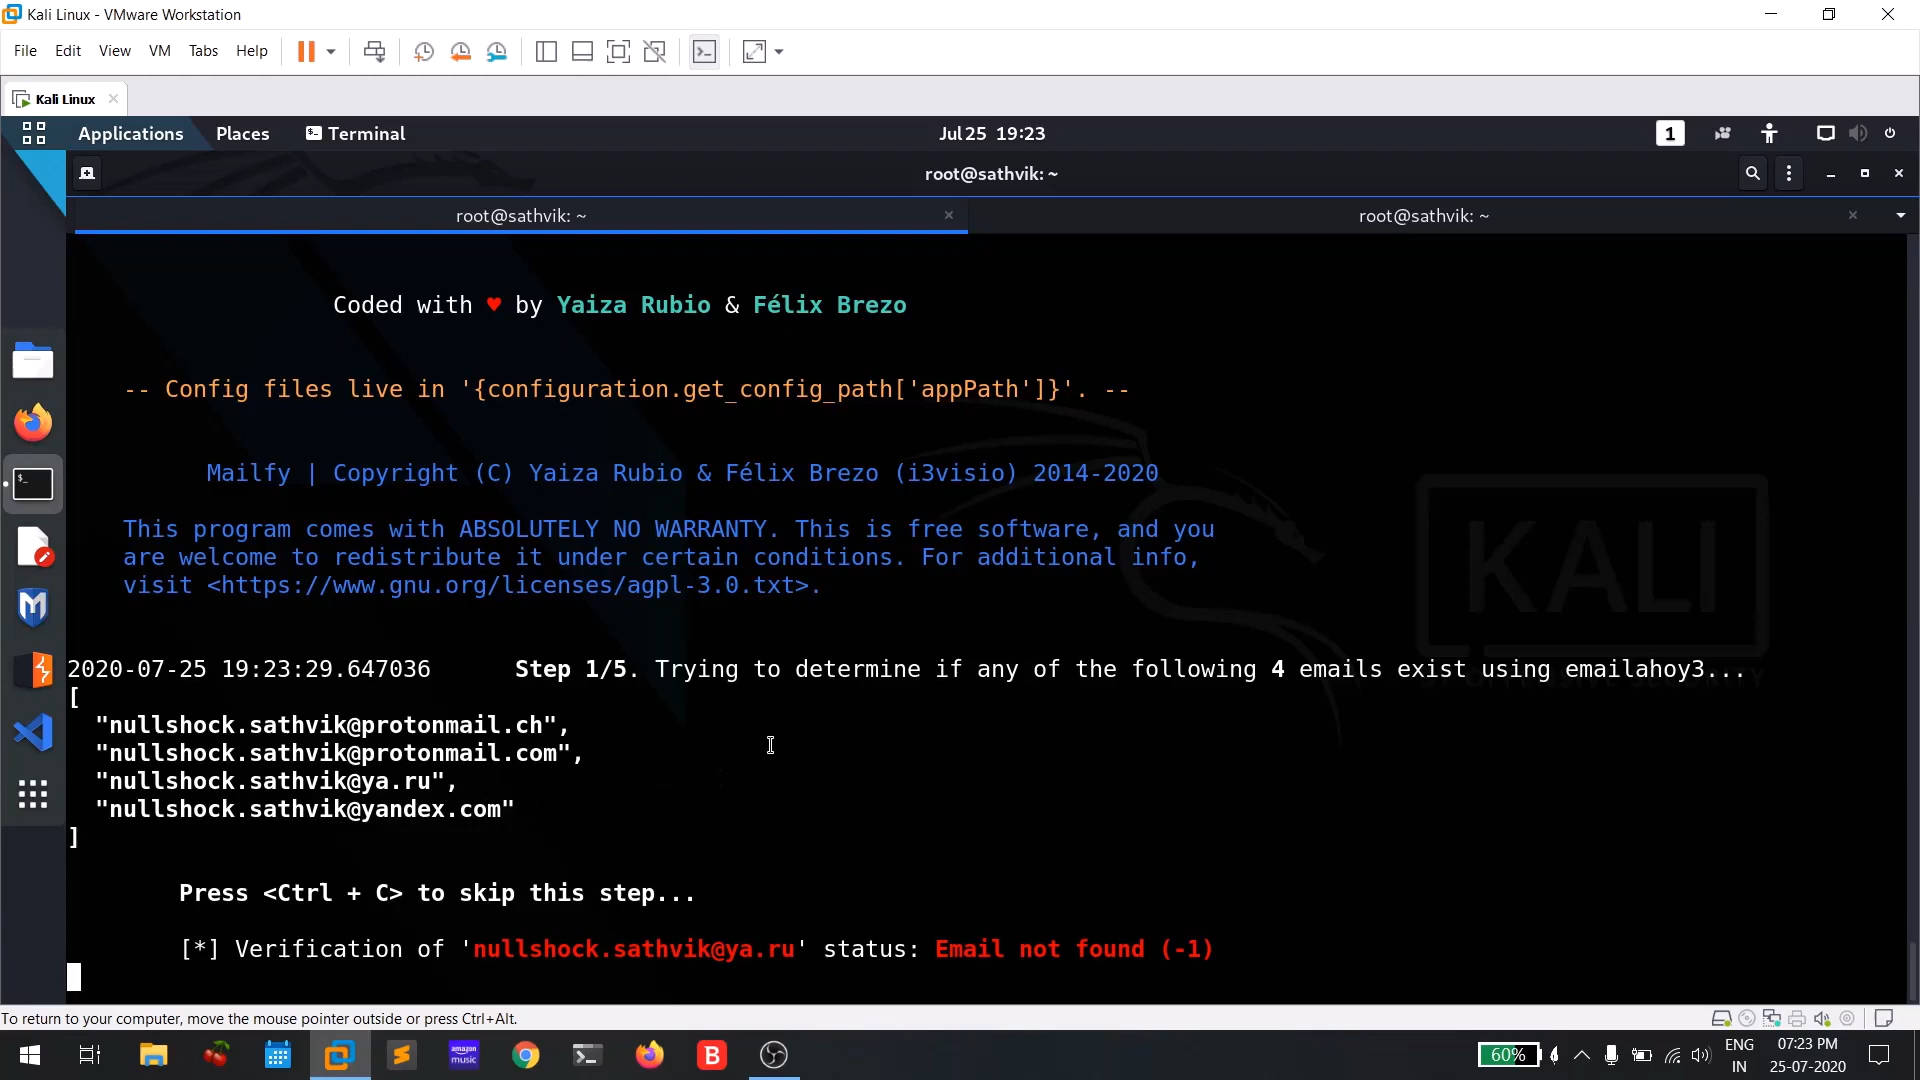 Kali Linux - VMware Workstation
File Edit View VM Tabs Help
Kali Linux
Applications Places Terminal Jul 25 19:23 1
root@sathvik: ~
root@sathvik: ~ root@sathvik: ~
Coded with ♥ by Yaiza Rubio & Félix Brezo
-- Config files live in '{configuration.get_config_path['appPath']}'. --
Mailfy | Copyright (C) Yaiza Rubio & Félix Brezo (i3visio) 2014-2020
This program comes with ABSOLUTELY NO WARRANTY. This is free software, and you
are welcome to redistribute it under certain conditions. For additional info,
visit <https://www.gnu.org/licenses/agpl-3.0.txt>.
KALI
2020-07-25 19:23:29.647036 Step 1/5. Trying to determine if any of the following 4 emails exist using emailahoy3...
[
"nullshock.sathvik@protonmail.ch",
"nullshock.sathvik@protonmail.com",
"nullshock.sathvik@ya.ru",
"nullshock.sathvik@yandex.com"
]
Press <Ctrl + C> to skip this step...
[*] Verification of 'nullshock.sathvik@ya.ru' status: Email not found (-1)
To return to your computer, move the mouse pointer outside or press Ctrl+Alt.
amazon music
B
60%
ENG 07:23 PM
IN 25-07-2020